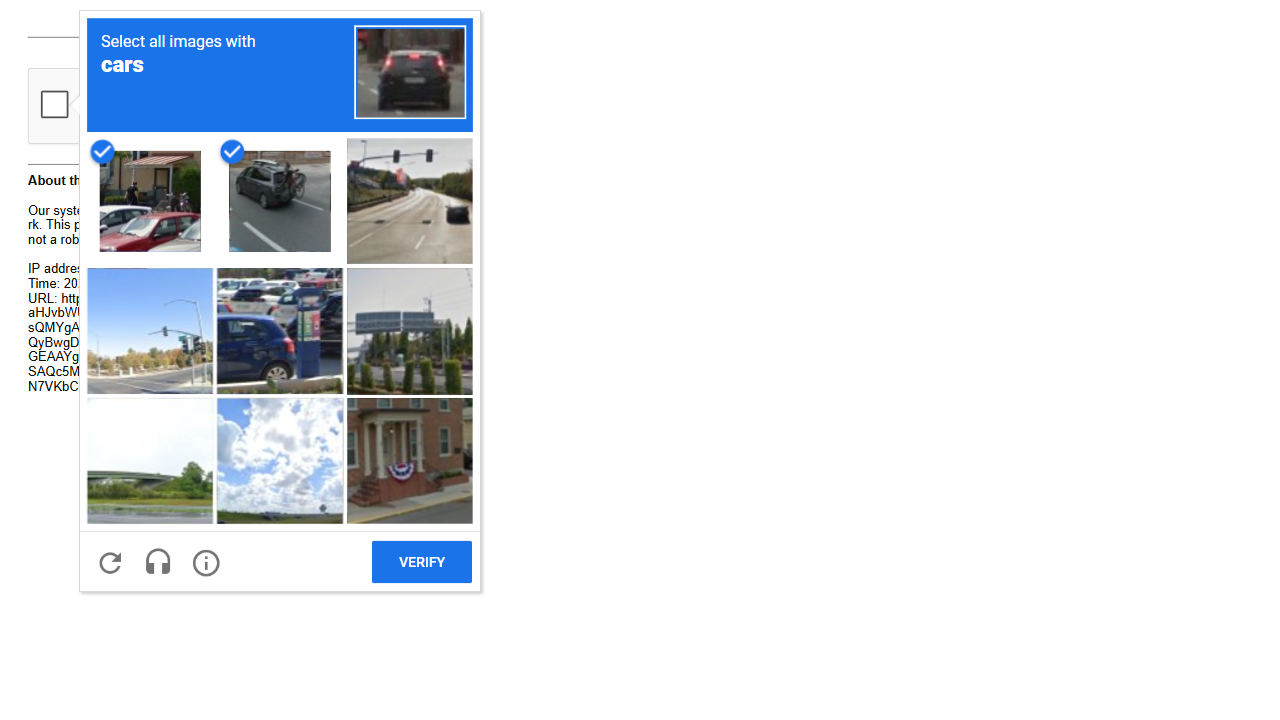 Select all images with
cars
About th
Our syste
rk. This p
not a rob
IP addres
Time: 20
URL: http
aHJvbWU
sQMYgA
QyBwgD
GEAAYg
SAQc5M
N7VKbC
VERIFY